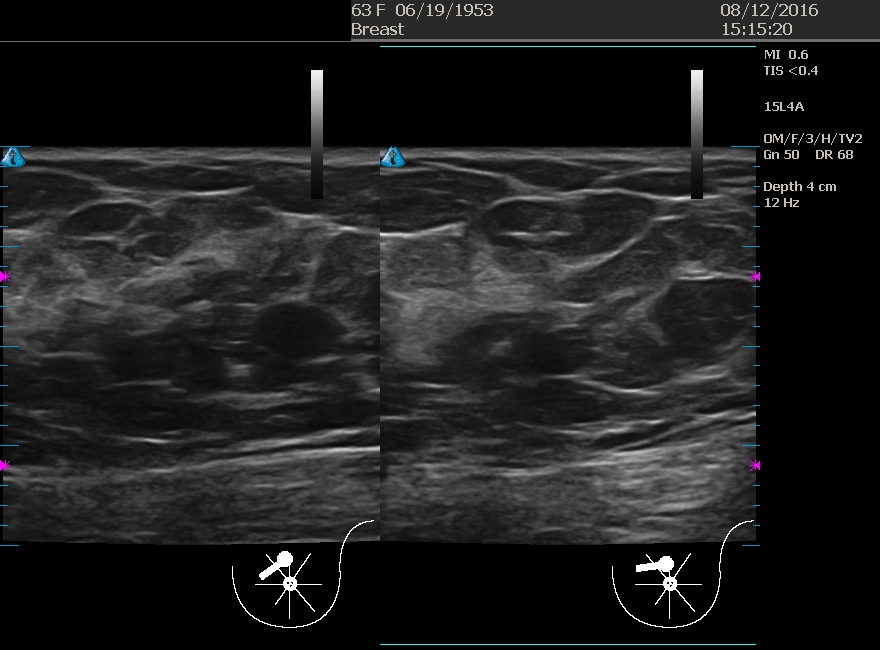 63 F 06/19/1953 08/12/2016
Breast 15:15:20
MI 0.6
TIS <0.4
15L4A
OM/F/3/H/TV2
Gn 50 DR 68
Depth 4 cm
12 Hz